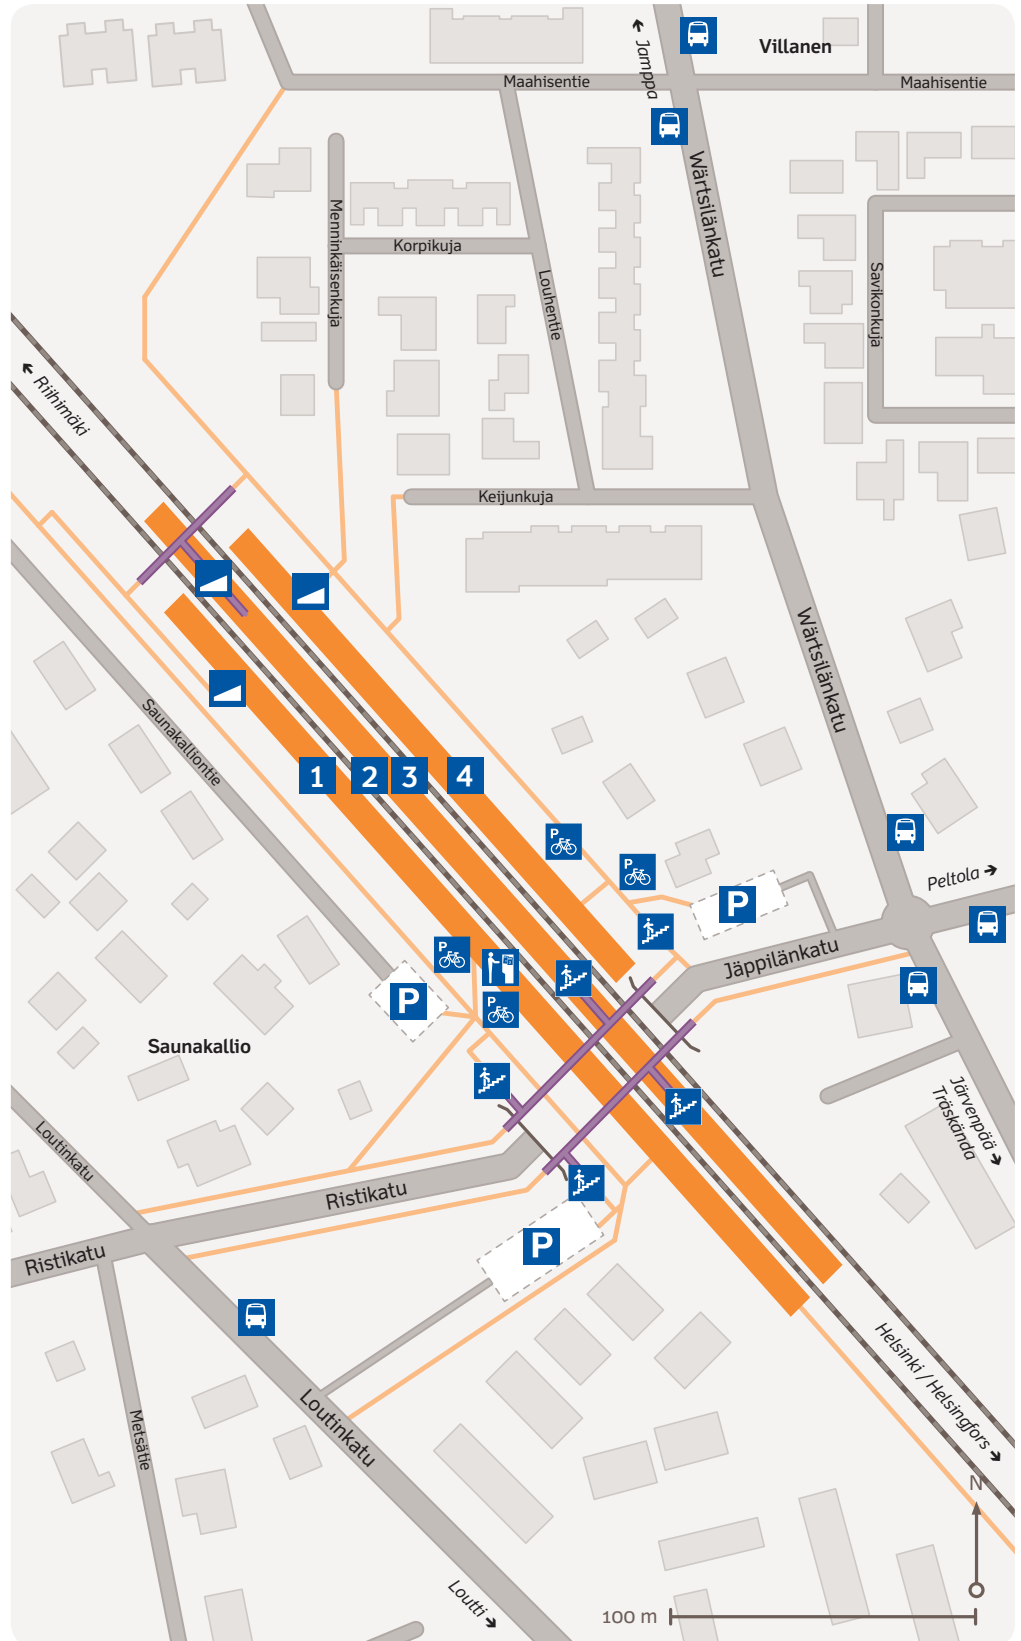 Villanen
← Jamppa
Maahisentie
Maahisentie
Wärtsilänkatu
Menninkäisenkuja
Korpikuja
Louhentie
Savikonkuja
← Riihimäki
Keijunkuja
Wärtsilänkatu
Saunakalliontie
1
2
3
4
P
P
Peltola →
P
Jäppilänkatu
P
P
P
Saunakallio
Järvenpää
Träskända →
Loutinkatu
Ristikatu
Ristikatu
P
Helsinki / Helsingfors →
Loutinkatu
Metsätie
N
Loutti →
100 m